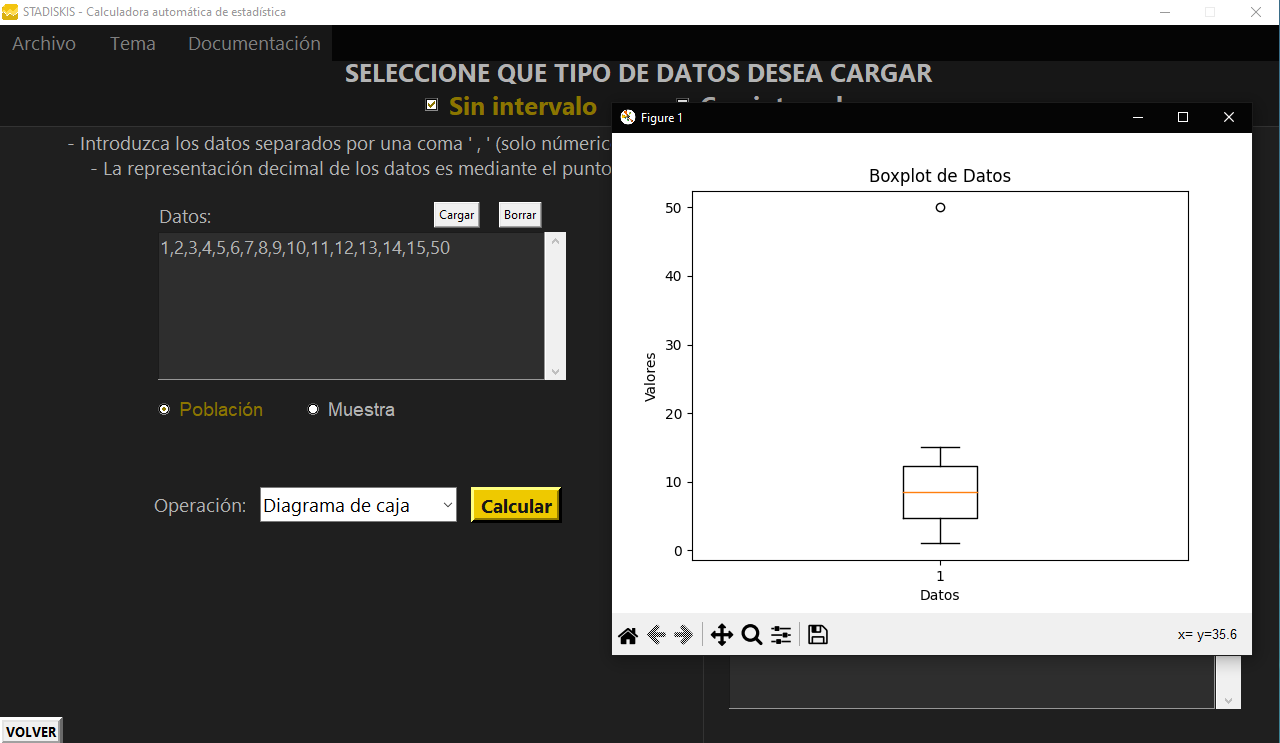 STADISKIS - Calculadora automática de estadística
Archivo Tema Documentación
SELECCIONE QUE TIPO DE DATOS DESEA CARGAR
Sin intervalo
- Introduzca los datos separados por una coma ' , ' (solo númeric
- La representación decimal de los datos es mediante el punto
Datos:
Cargar
Borrar
1,2,3,4,5,6,7,8,9,10,11,12,13,14,15,50
Población
Muestra
Operación:
Diagrama de caja
Calcular
VOLVER
Figure 1
Boxplot de Datos
50
40
30
20
10
0
Valores
1
Datos
x= y=35.6